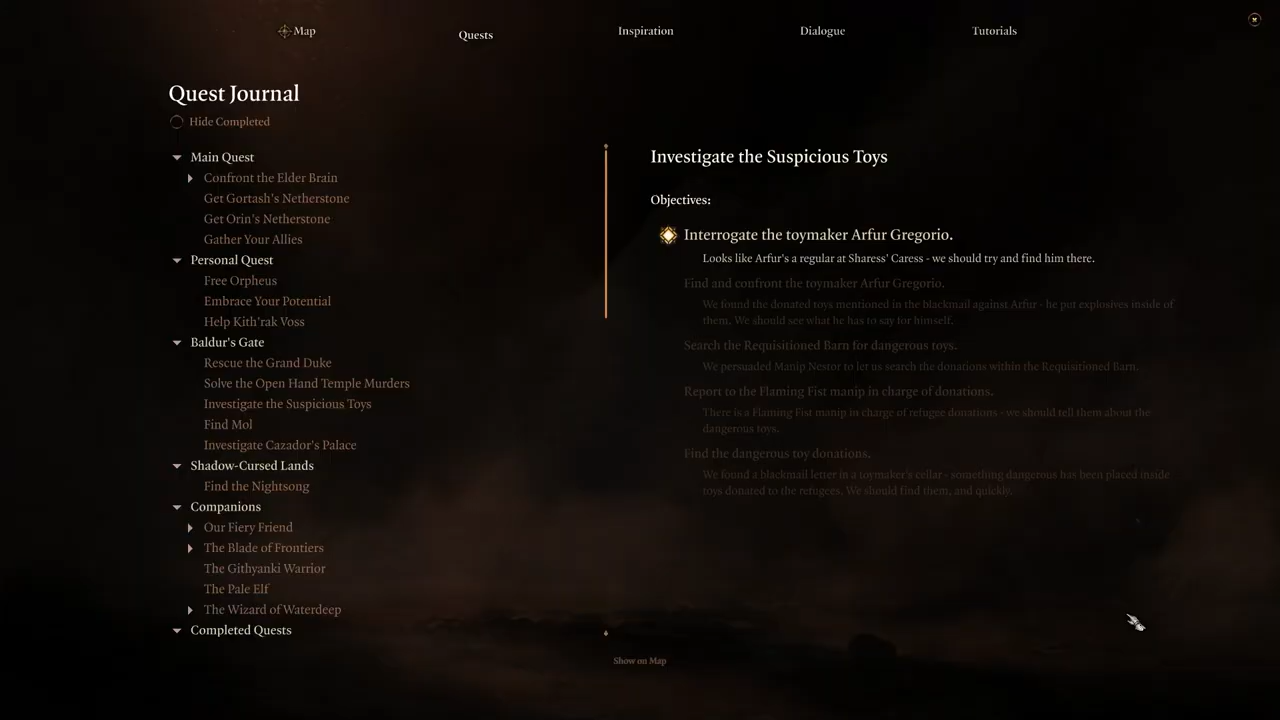 Map
Quests
Inspiration
Dialogue
Tutorials
Quest Journal
Hide Completed
Main Quest
Confront the Elder Brain
Get Gortash's Netherstone
Get Orin's Netherstone
Gather Your Allies
Personal Quest
Free Orpheus
Embrace Your Potential
Help Kith'rak Voss
Baldur's Gate
Rescue the Grand Duke
Solve the Open Hand Temple Murders
Investigate the Suspicious Toys
Find Mol
Investigate Cazador's Palace
Shadow-Cursed Lands
Find the Nightsong
Companions
Our Fiery Friend
The Blade of Frontiers
The Githyanki Warrior
The Pale Elf
The Wizard of Waterdeep
Completed Quests
Investigate the Suspicious Toys
Objectives:
Interrogate the toymaker Arfur Gregorio.
Looks like Arfur's a regular at Sharess' Caress - we should try and find him there.
Find and confront the toymaker Arfur Gregorio.
We found the donated toys mentioned in the blackmail against Arfur - he put explosives inside of
them. We should see what he has to say for himself.
Search the Requisitioned Barn for dangerous toys.
We persuaded Manip Nestor to let us search the donations within the Requisitioned Barn.
Report to the Flaming Fist manip in charge of donations.
There is a Flaming Fist manip in charge of refugee donations - we should tell them about the
dangerous toys.
Find the dangerous toy donations.
We found a blackmail letter in a toymaker's cellar - something dangerous has been placed inside
toys donated to the refugees. We should find them, and quickly.
Show on Map